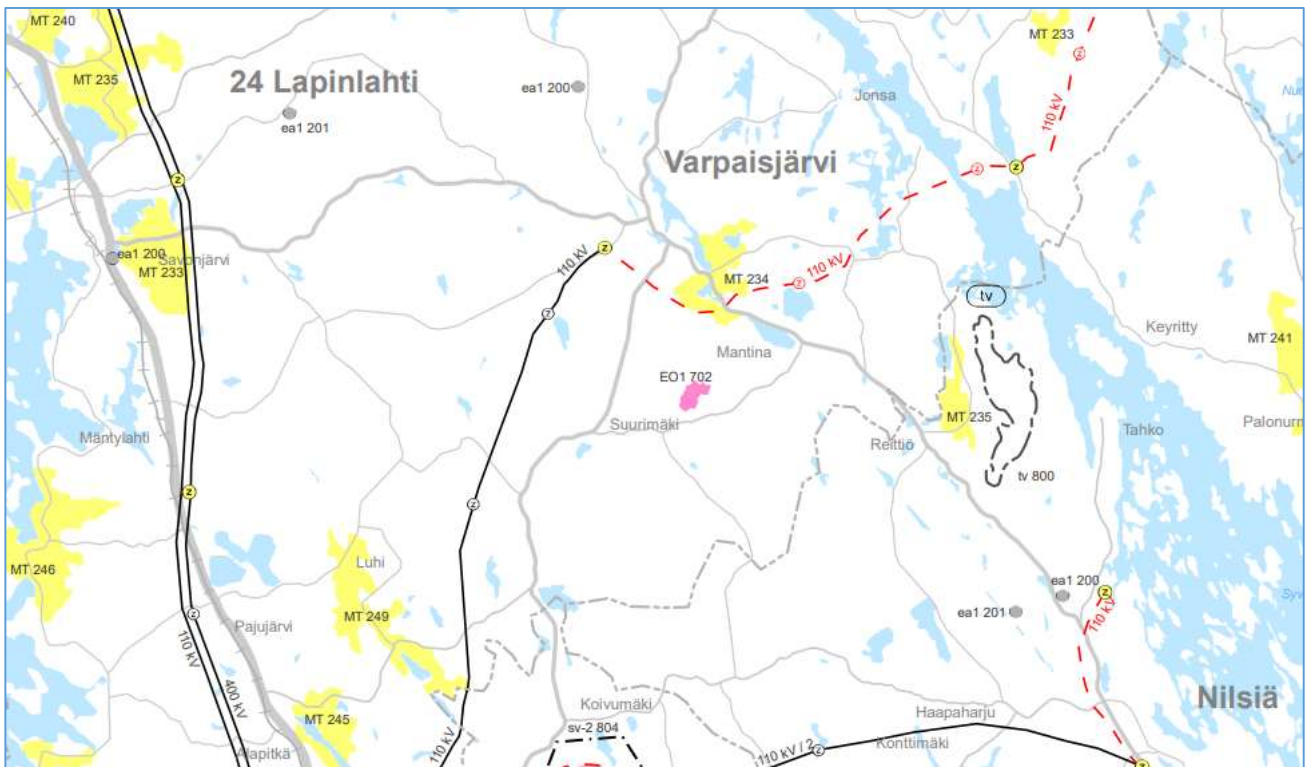 MT 240
MT 233
MT 235
24 Lapinlahti
ea1 200
Jonsa
z
110 kV
ea1 201
Varpaisjärvi
z
z
z
ea1 200
Savonjärvi
MT 233
110 kV
z
MT 234
z
110 kV
tv
z
Keyritty
MT 241
Mantina
EO1 702
Mäntylahti
Suurimäki
MT 235
Reittiö
Tahko
tv 800
z
z
MT 246
Luhi
ea1 200
z
MT 249
ea1 201
110 kV
z
Pajujärvi
110 kV
400 kV
Koivumäki
Nilsiä
MT 245
sv-2 804
Haapaharju
Konttimäki
Alapitkä
110 kV
110 kV / 2
z
z